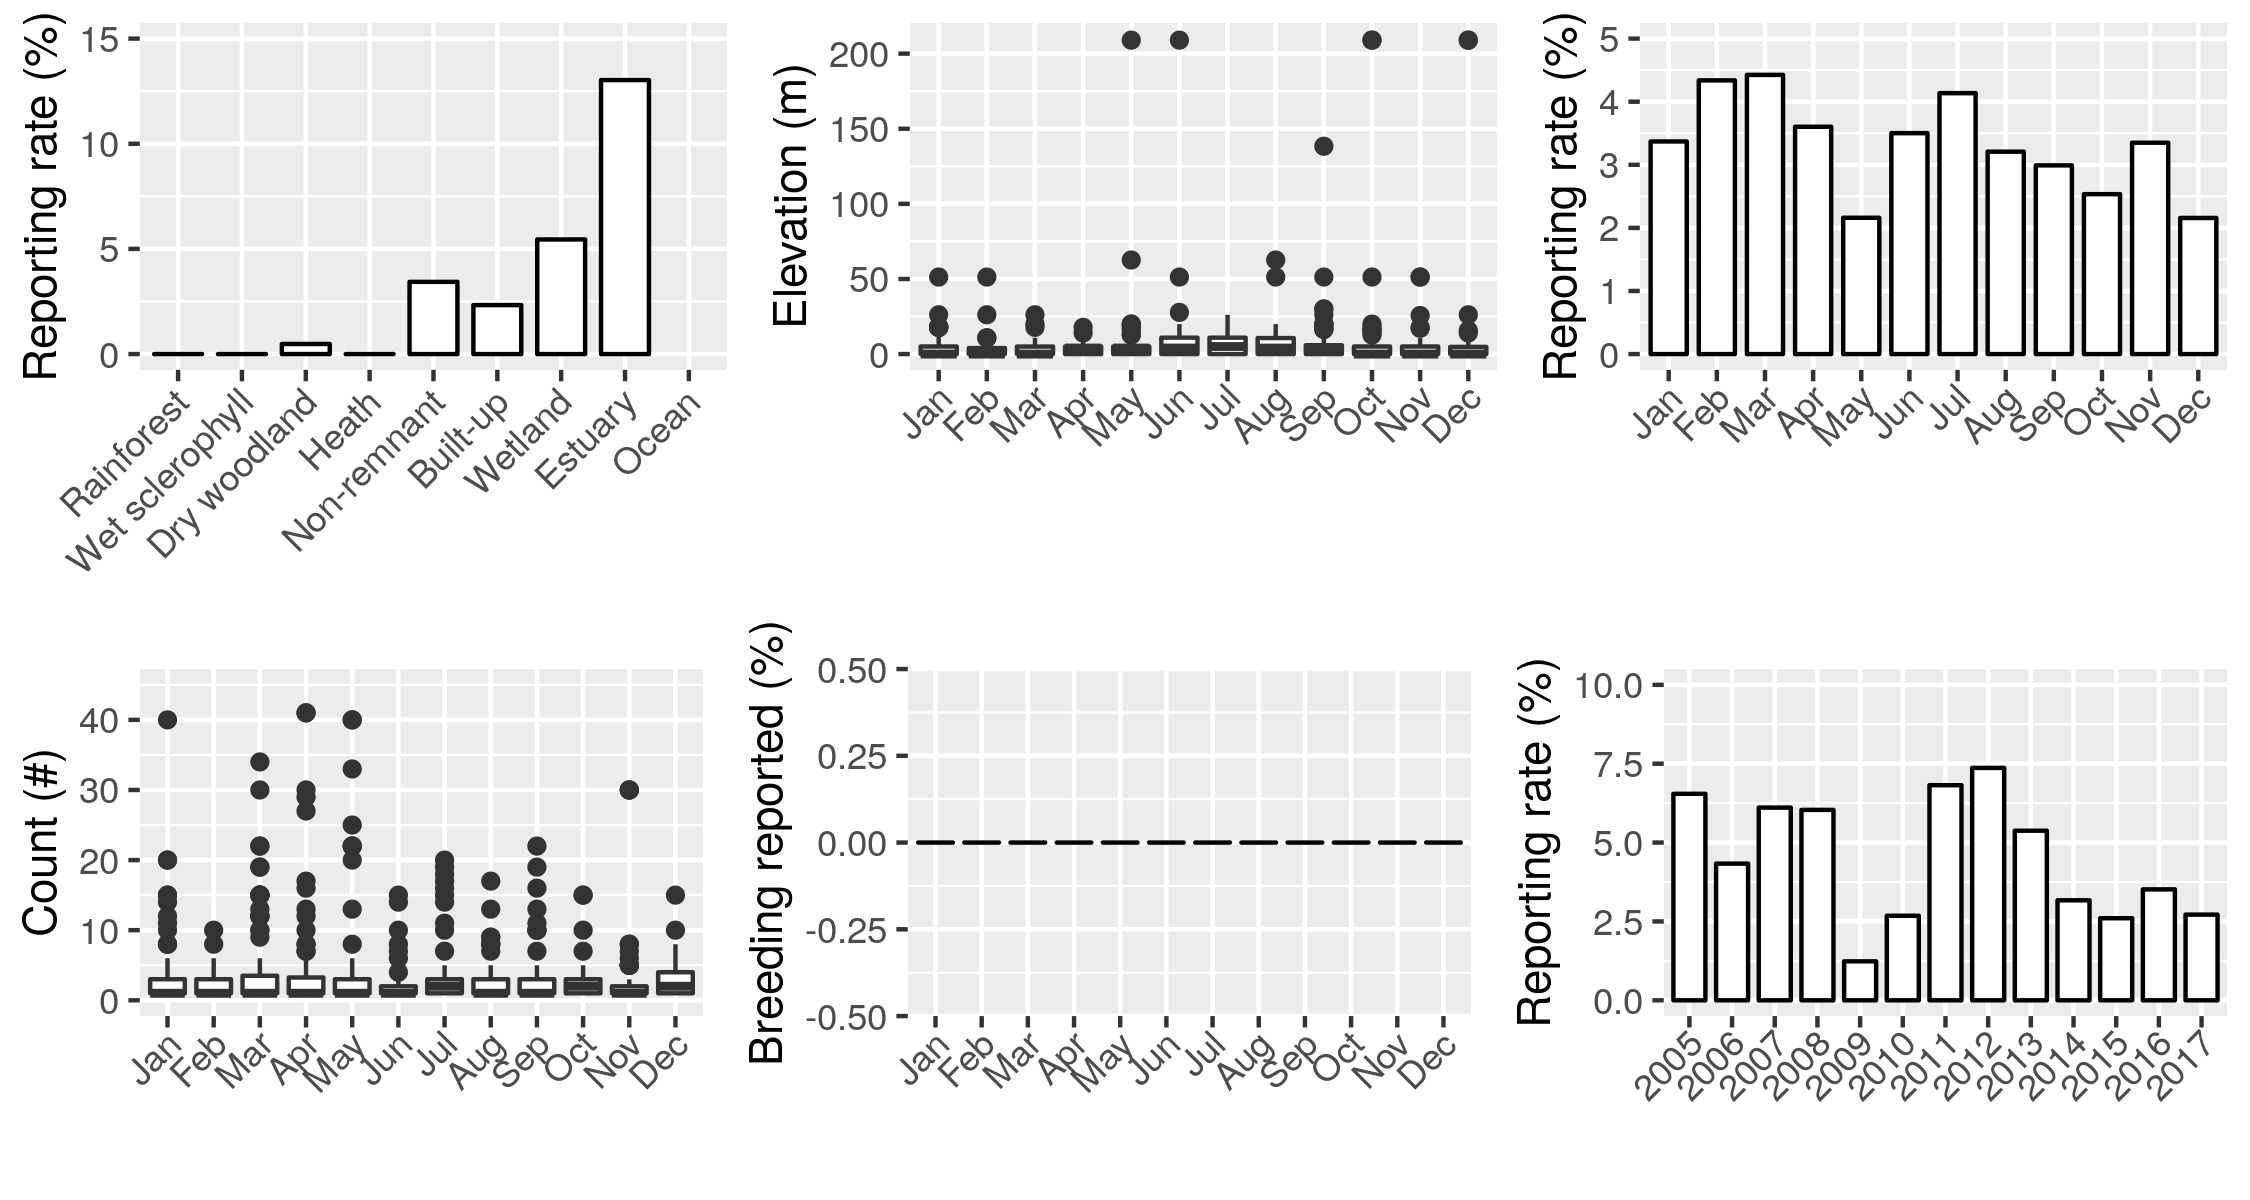 Reporting rate (%)
15
10
5
0
Rainforest
Wet sclerophyll
Dry woodland
Heath
Non-remnant
Built-up
Wetland
Estuary
Ocean
Elevation (m)
200
150
100
50
0
Jan
Feb
Mar
Apr
May
Jun
Jul
Aug
Sep
Oct
Nov
Dec
Reporting rate (%)
5
4
3
2
1
0
Jan
Feb
Mar
Apr
May
Jun
Jul
Aug
Sep
Oct
Nov
Dec
Count (#)
40
30
20
10
0
Jan
Feb
Mar
Apr
May
Jun
Jul
Aug
Sep
Oct
Nov
Dec
Breeding reported (%)
0.50
0.25
0.00
-0.25
-0.50
Jan
Feb
Mar
Apr
May
Jun
Jul
Aug
Sep
Oct
Nov
Dec
Reporting rate (%)
10.0
7.5
5.0
2.5
0.0
2005
2006
2007
2008
2009
2010
2011
2012
2013
2014
2015
2016
2017